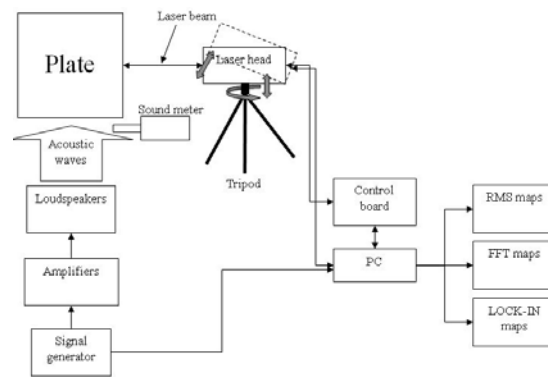 Laser beam
Plate
Laser head
Sound meter
Acoustic
waves
Tripod
Loudspeakers
Control
board
RMS maps
Amplifiers
PC
FFT maps
Signal
generator
LOCK-IN
maps